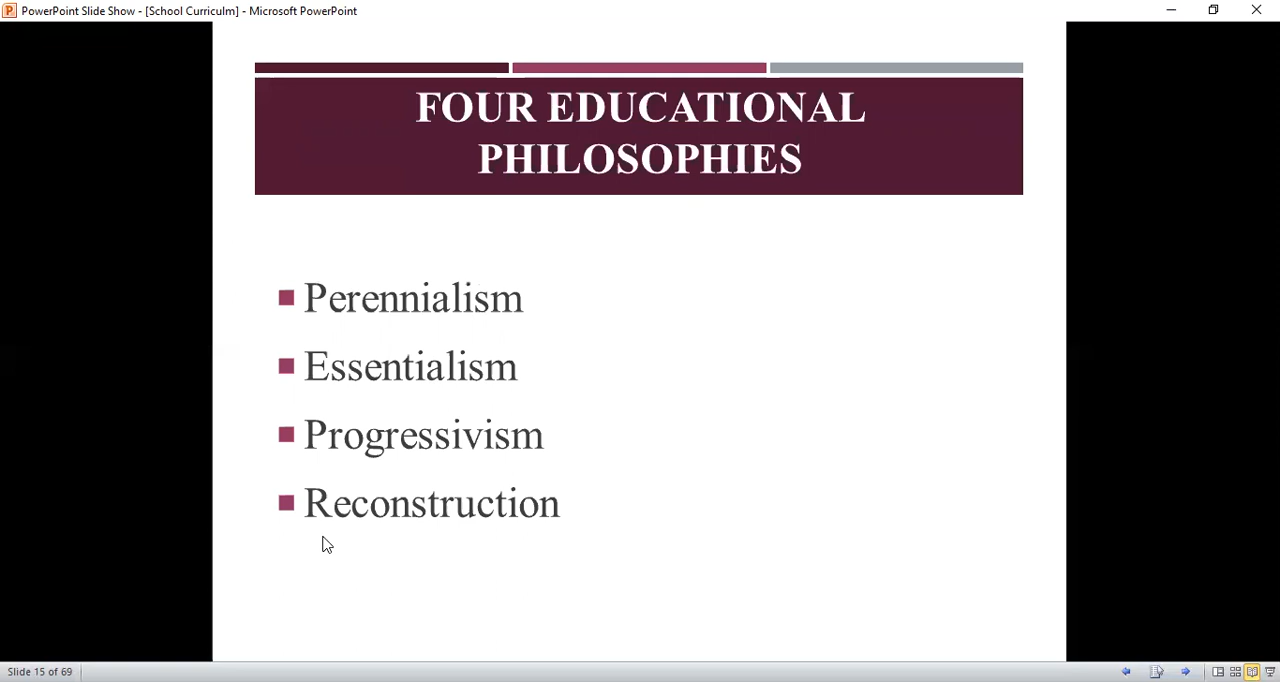 PowerPoint Slide Show - [School Curriculm] - Microsoft PowerPoint
FOUR EDUCATIONAL
PHILOSOPHIES
Perennialism
Essentialism
Progressivism
Reconstruction
Slide 15 of 69